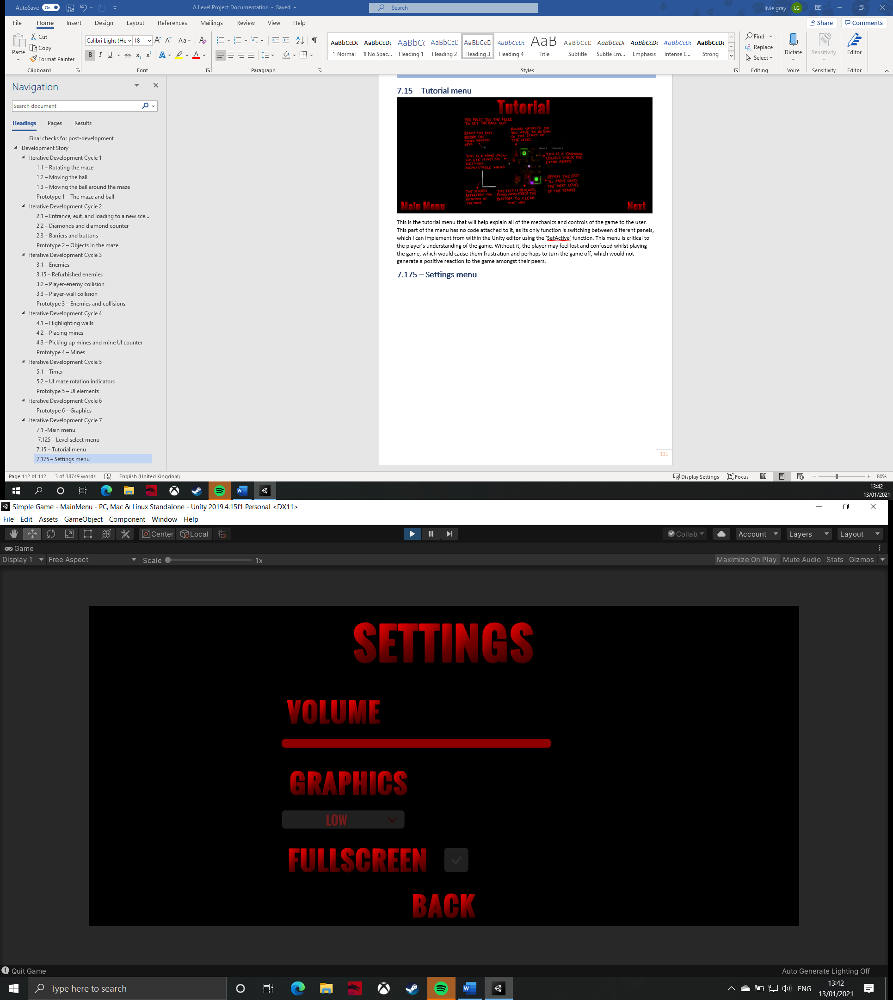 AutoSave On A Level Project Documentation - Saved Search livie gray LG
File Home Insert Design Layout References Mailings Review View Help Share Comments
Paste Cut Copy Format Painter
Calibri Light (He 18
AaBbCcDc AaBbCcDc AaBbC( AaBbCcC AaBbCcD AaBbCcDc AaB AaBbCcC AaBbCcDc AaBbCcDc AaBbCcDc AaBbCcDc
¶ Normal ¶ No Spac... Heading 1 Heading 2 Heading 3 Heading 4 Title Subtitle Subtle Em... Emphasis Intense E... Strong
Find Replace Select Dictate Sensitivity Editor
Clipboard Font Paragraph Styles Editing Voice Sensitivity Editor
Navigation
Search document
Headings Pages Results
Final checks for post-development
Development Story
Iterative Development Cycle 1
1.1 – Rotating the maze
1.2 – Moving the ball
1.3 – Moving the ball around the maze
Prototype 1 – The maze and ball
Iterative Development Cycle 2
2.1 – Entrance, exit, and loading to a new sce...
2.2 – Diamonds and diamond counter
2.3 – Barriers and buttons
Prototype 2 – Objects in the maze
Iterative Development Cycle 3
3.1 – Enemies
3.15 – Refurbished enemies
3.2 – Player-enemy collision
3.3 – Player-wall collision
Prototype 3 – Enemies and collisions
Iterative Development Cycle 4
4.1 – Highlighting walls
4.2 – Placing mines
4.3 – Picking up mines and mine UI counter
Prototype 4 – Mines
Iterative Development Cycle 5
5.1 – Timer
5.2 – UI maze rotation indicators
Prototype 5 – UI elements
Iterative Development Cycle 6
Prototype 6 – Graphics
Iterative Development Cycle 7
7.1 -Main menu
7.125 – Level select menu
7.15 – Tutorial menu
7.175 – Settings menu
7.15 – Tutorial menu
Tutorial
YOU MUST TILT THE MAZE
TO GET THE BALL OUT
REACH THE EXIT
BEFORE THE
TIMER REACHES
ZERO
AVOID SPIRITS OR
YOU HAVE TO RETURN
TO THE START OF
THE LEVEL
THIS IS A MINE PICK-
UP. USE MINES TO
DESTROY
HIGHLIGHTABLE WALLS
THIS IS A DIAMOND
COLLECT THESE FOR
EXTRA POINTS
THE SLIDERS
REPRESENT THE
ROTATION OF
THE MAZE
THE EXIT IS BLOCKED.
FIND AND PRESS THE
BUTTON TO CLEAR
THE WAY
REACH THE EXIT
TO MOVE ONTO
THE NEXT LEVEL
OF THE TEMPLE
Main Menu Next
This is the tutorial menu that will help explain all of the mechanics and controls of the game to the user.
This part of the menu has no code attached to it, as its only function is switching between different panels,
which I can implement from within the Unity editor using the ‘SetActive’ function. This menu is critical to
the player’s understanding of the game. Without it, the player may feel lost and confused whilst playing
the game, which would cause them frustration and perhaps to turn the game off, which would not
generate a positive reaction to the game amongst their peers.
7.175 – Settings menu
111
Page 112 of 112 3 of 38749 words English (United Kingdom) Display Settings Focus 80%
13:42
13/01/2021
Simple Game - MainMenu - PC, Mac & Linux Standalone - Unity 2019.4.15f1 Personal <DX11>
File Edit Assets GameObject Component Window Help
Center Local Collab Account Layers Layout
Game
Display 1 Free Aspect Scale 1x Maximize On Play Mute Audio Stats Gizmos
SETTINGS
VOLUME
GRAPHICS
LOW
FULLSCREEN
BACK
Quit Game Auto Generate Lighting Off
Type here to search ENG 13:42
13/01/2021